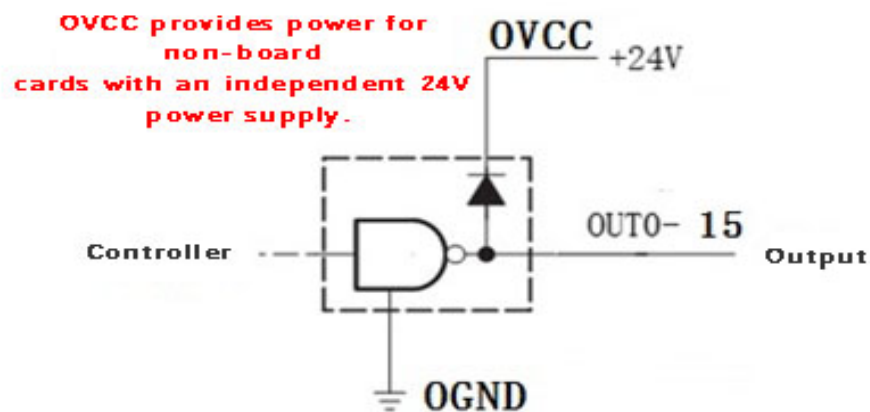 OVCC provides power for
non-board
cards with an independent 24V
power supply.
OVCC
+24V
OUT0- 15
Controller
Output
OGND